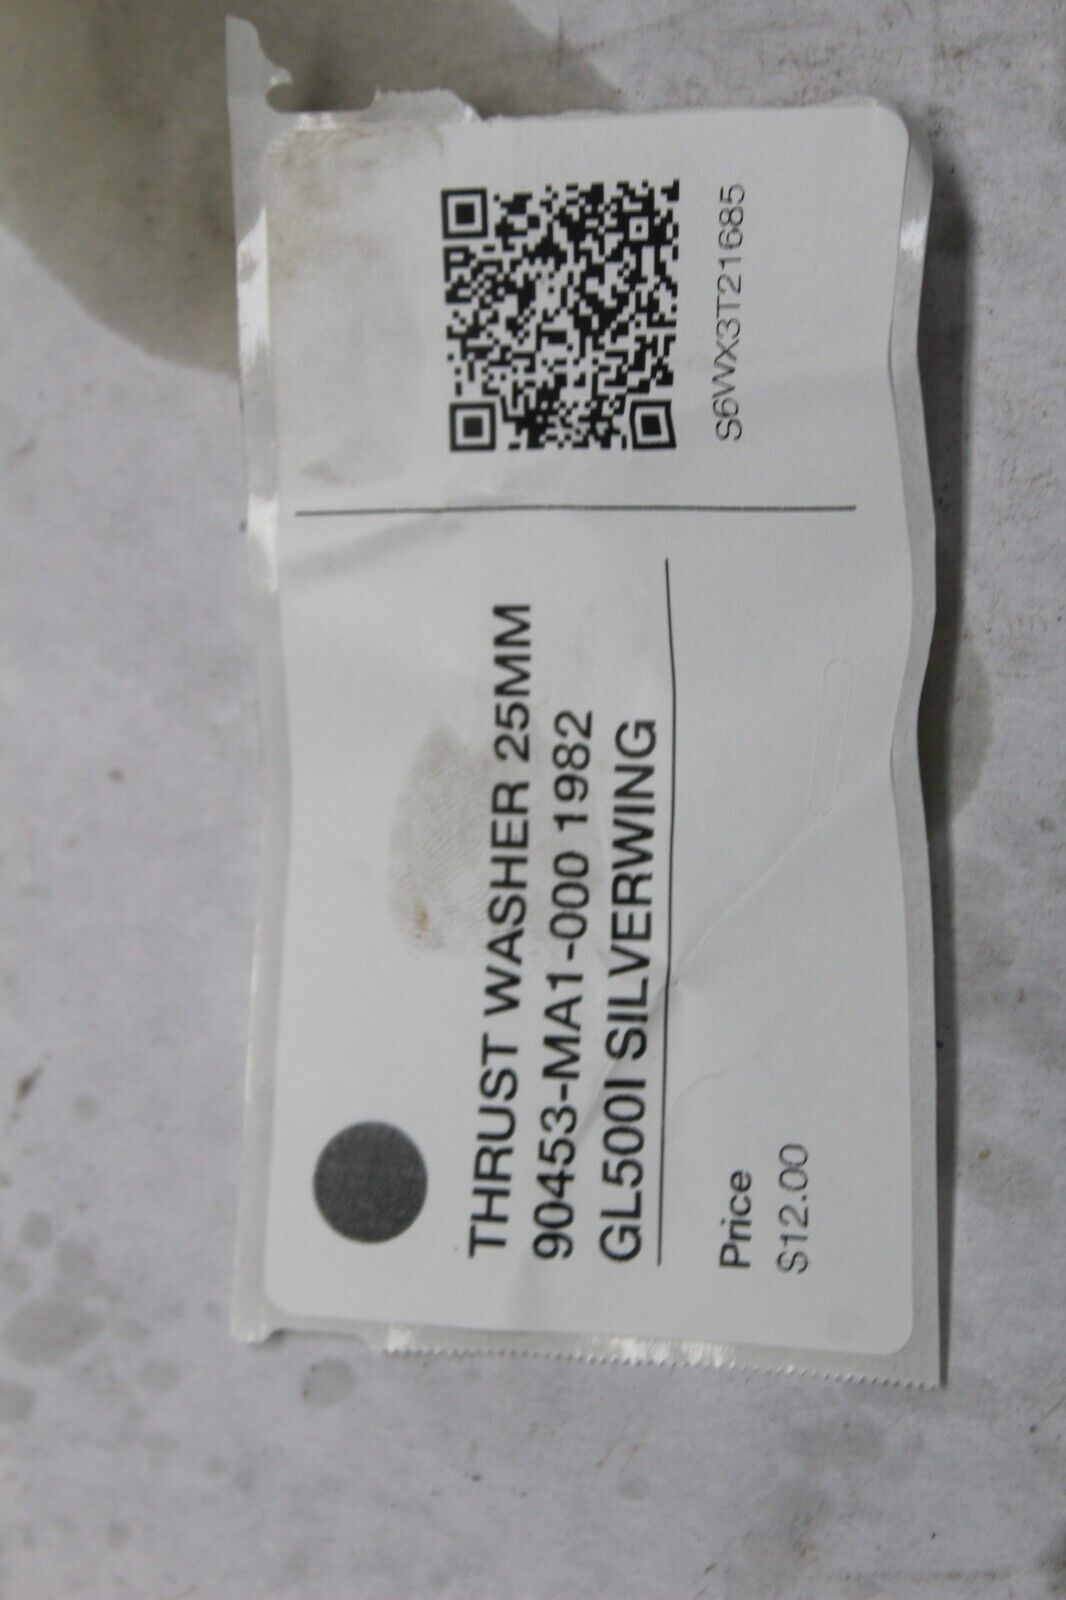 THRUST WASHER 25MM
90453-MA1-000 1982
GL500I SILVERWING
Price
$12.00
S6WX3T21685